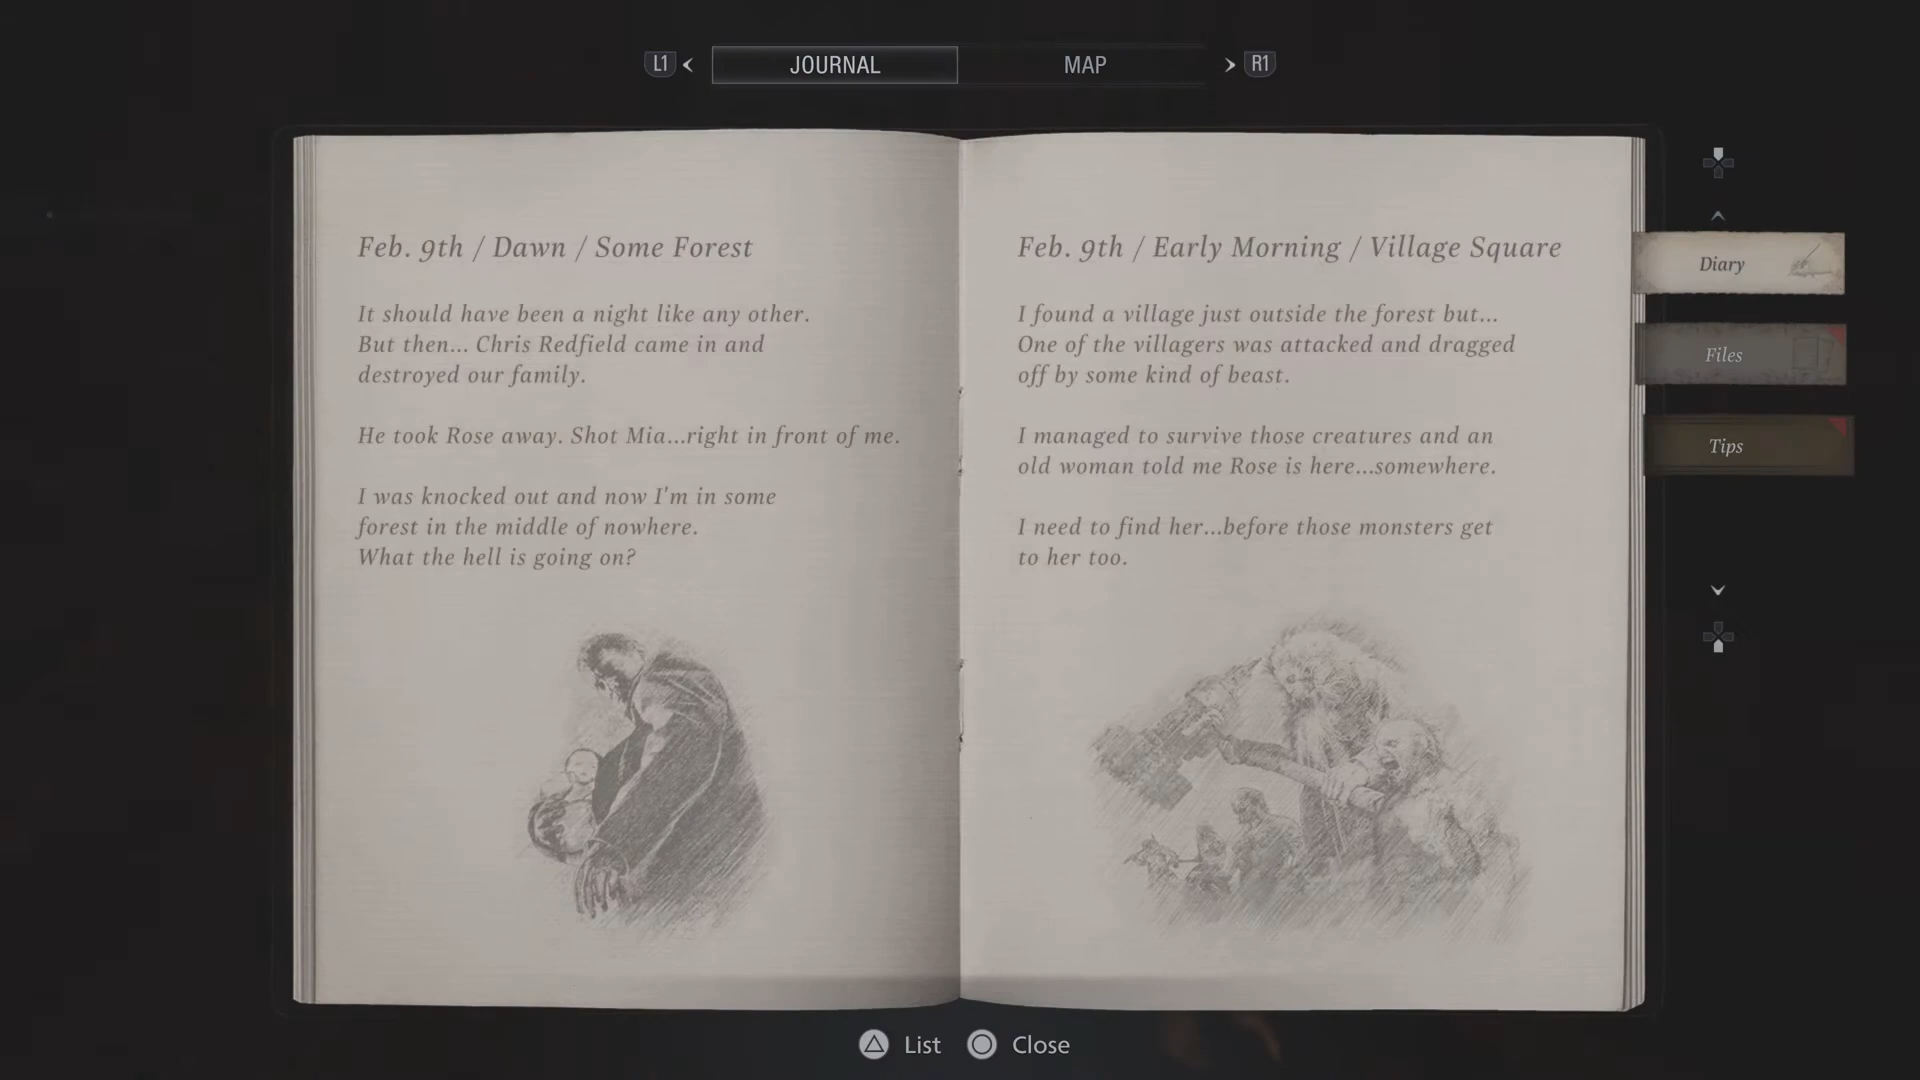 L1 JOURNAL MAP R1
Feb. 9th / Dawn / Some Forest
It should have been a night like any other.
But then... Chris Redfield came in and
destroyed our family.
He took Rose away. Shot Mia...right in front of me.
I was knocked out and now I'm in some
forest in the middle of nowhere.
What the hell is going on?
Feb. 9th / Early Morning / Village Square
I found a village just outside the forest but...
One of the villagers was attacked and dragged
off by some kind of beast.
I managed to survive those creatures and an
old woman told me Rose is here...somewhere.
I need to find her...before those monsters get
to her too.
Diary
Files
Tips
List Close